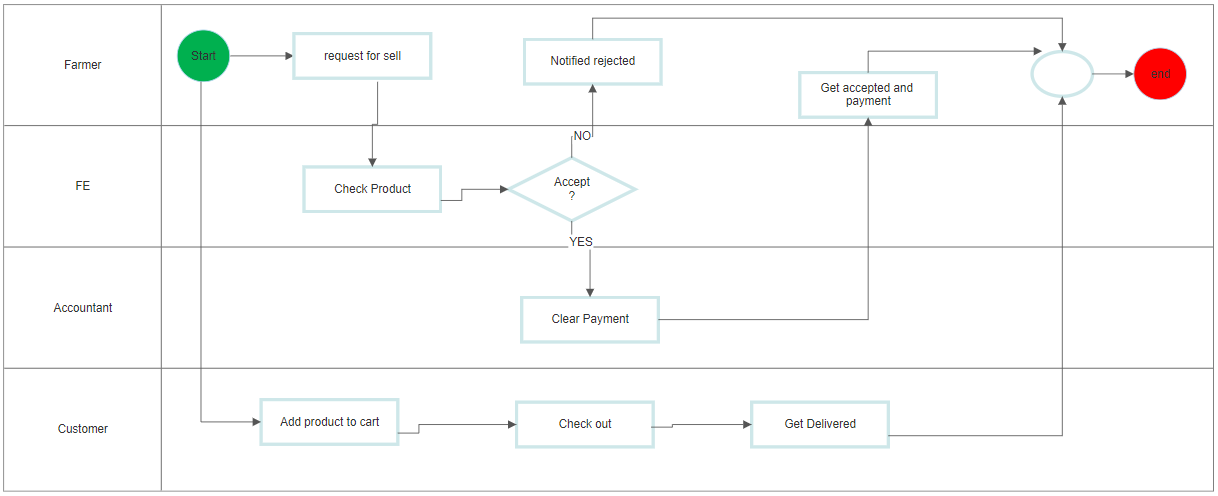 Farmer
Start
request for sell
Notified rejected
Get accepted and
payment
end
NO
FE
Check Product
Accept
?
YES
Accountant
Clear Payment
Customer
Add product to cart
Check out
Get Delivered